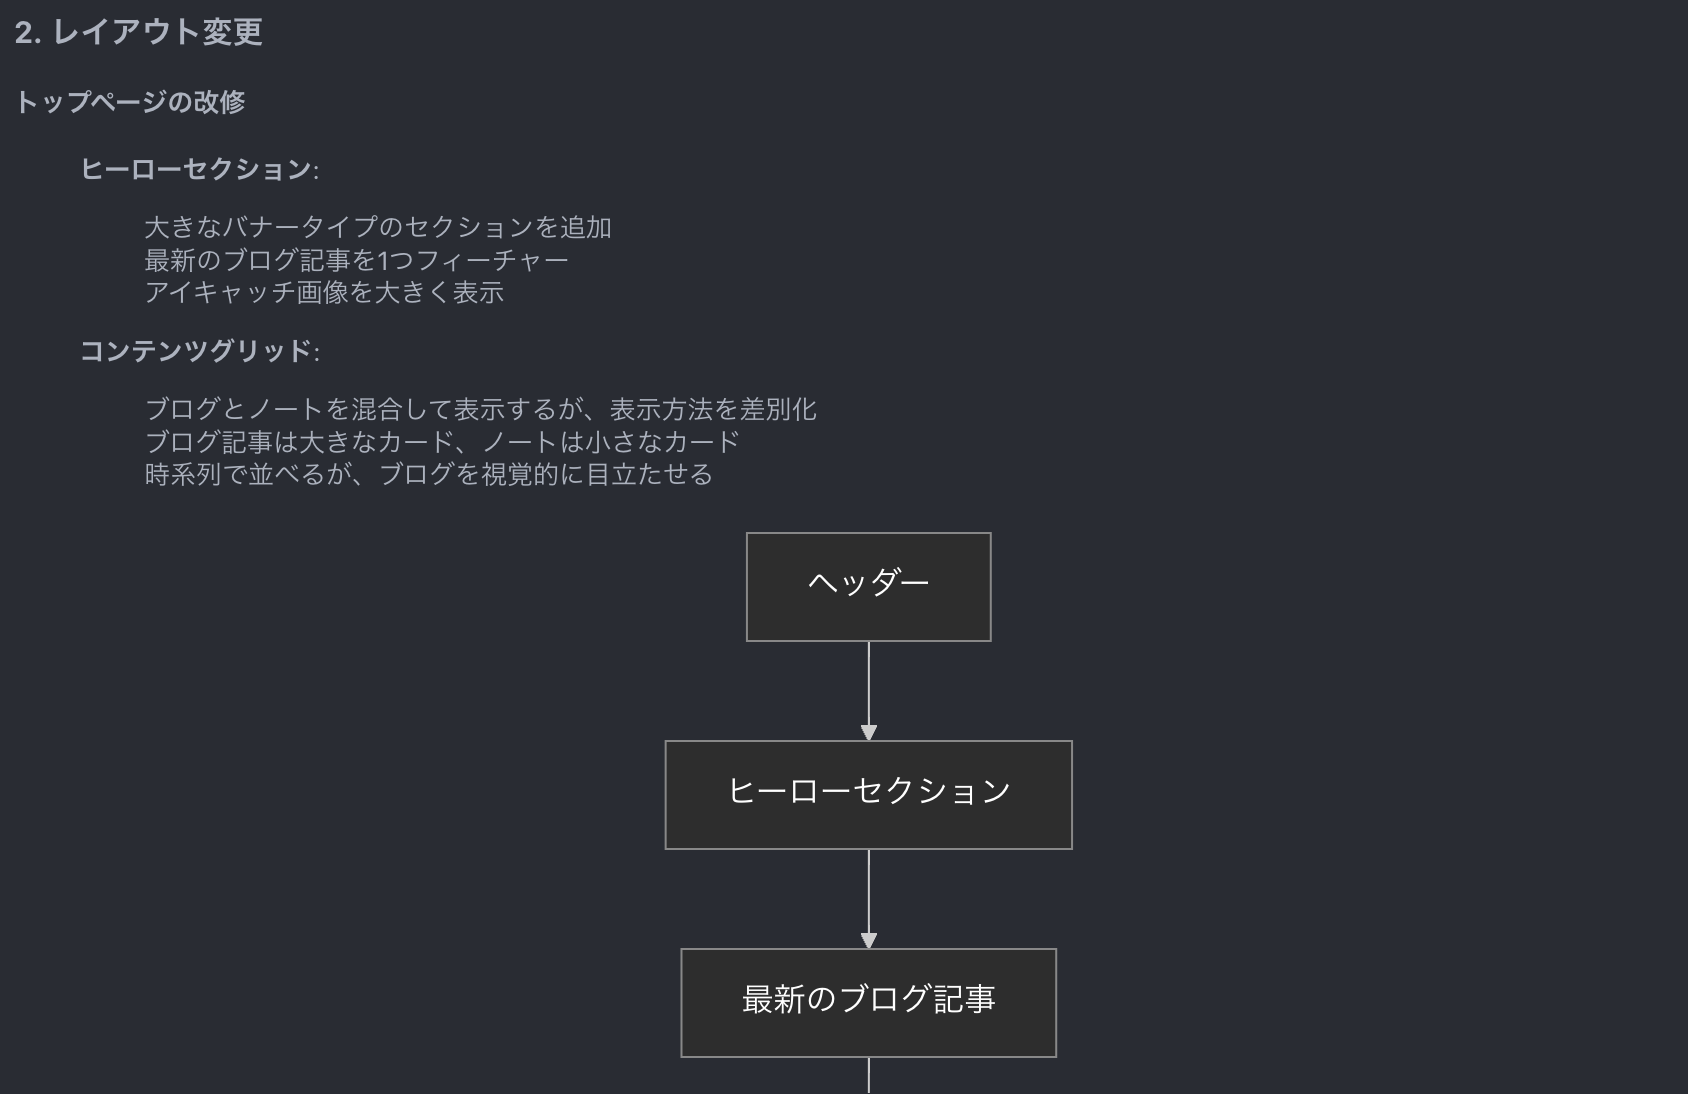 2. レイアウト変更
トップページの改修
ヒーローセクション:
大きなバナータイプのセクションを追加
最新のブログ記事を1つフィーチャー
アイキャッチ画像を大きく表示
コンテンツグリッド:
ブログとノートを混合して表示するが、表示方法を差別化
ブログ記事は大きなカード、ノートは小さなカード
時系列で並べるが、ブログを視覚的に目立たせる
ヘッダー
ヒーローセクション
最新のブログ記事